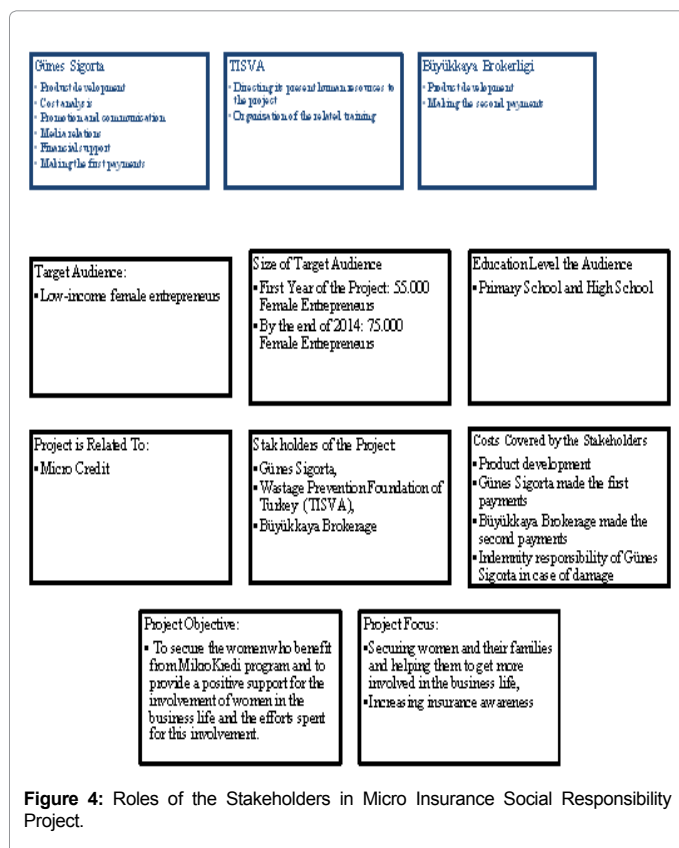 Günes Sigorta
▪ Product development
▪ Cost analysis
▪ Promotion and communication
▪ Media relations
▪ Financial support
▪ Making the first payments
TISVA
▪ Directing its present human resources to
the project
▪ Organisation of the related training
Büyükkaya Brokerligi
▪ Product development
▪ Making the second payments
Target Audience:
▪Low-income female entrepreneurs
Size of Target Audience
▪First Year of the Project: 55.000
Female Entrepreneurs
▪By the end of 2014: 75.000
Female Entrepreneurs
Education Level the Audience
▪Primary School and High School
Project is Related To:
▪Micro Credit
Stakholders of the Project
▪Günes Sigorta,
▪Wastage Prevention Foundation of
Turkey (TISVA),
▪Büyükkaya Brokerage
Costs Covered by the Stakeholders
▪Product development
▪Günes Sigorta made the first
payments
▪Büyükkaya Brokerage made the
second payments
▪Indemnity responsibility of Günes
Sigorta in case of damage
Project Objective:
▪ To secure the women who benefit
from MikroKredi program and to
provide a positive support for the
involvement of women in the
business life and the efforts spent
for this involvement.
Project Focus:
▪Securing women and their families
and helping them to get more
involved in the business life,
▪Increasing insurance awareness
Figure 4: Roles of the Stakeholders in Micro Insurance Social Responsibility
Project.